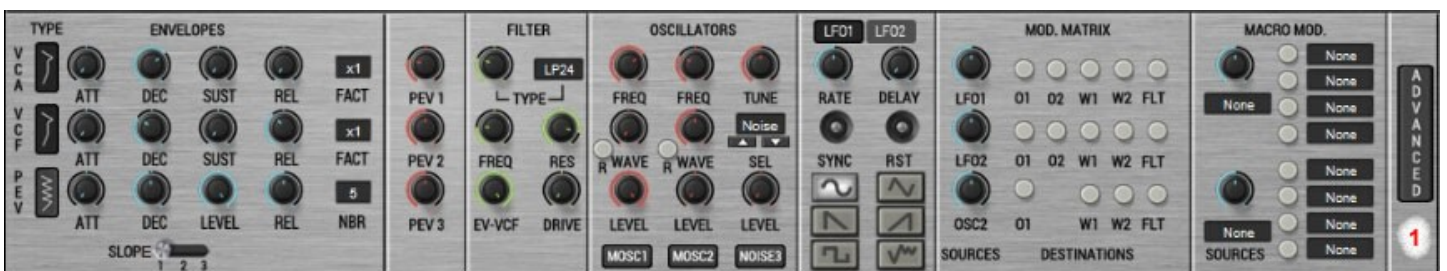 TYPE ENVELOPES FILTER OSCILLATORS LFO1 LFO2 MOD. MATRIX MACRO MOD.
VCA x1 LP24 None
None
ATT DEC SUST REL FACT PEV 1 TYPE FREQ FREQ TUNE RATE DELAY LFO1 O1 O2 W1 W2 FLT None None
VCF x1 Noise None
ATT DEC SUST REL FACT PEV 2 FREQ RES R WAVE R WAVE SEL SYNC RST LFO2 O1 O2 W1 W2 FLT None
PEV 5 None
ATT DEC LEVEL REL NBR PEV 3 EV-VCF DRIVE LEVEL LEVEL LEVEL OSC2 O1 W1 W2 FLT None None
SLOPE 1 2 3 MOSC1 MOSC2 NOISE3 SOURCES DESTINATIONS SOURCES None
ADVANCED
1